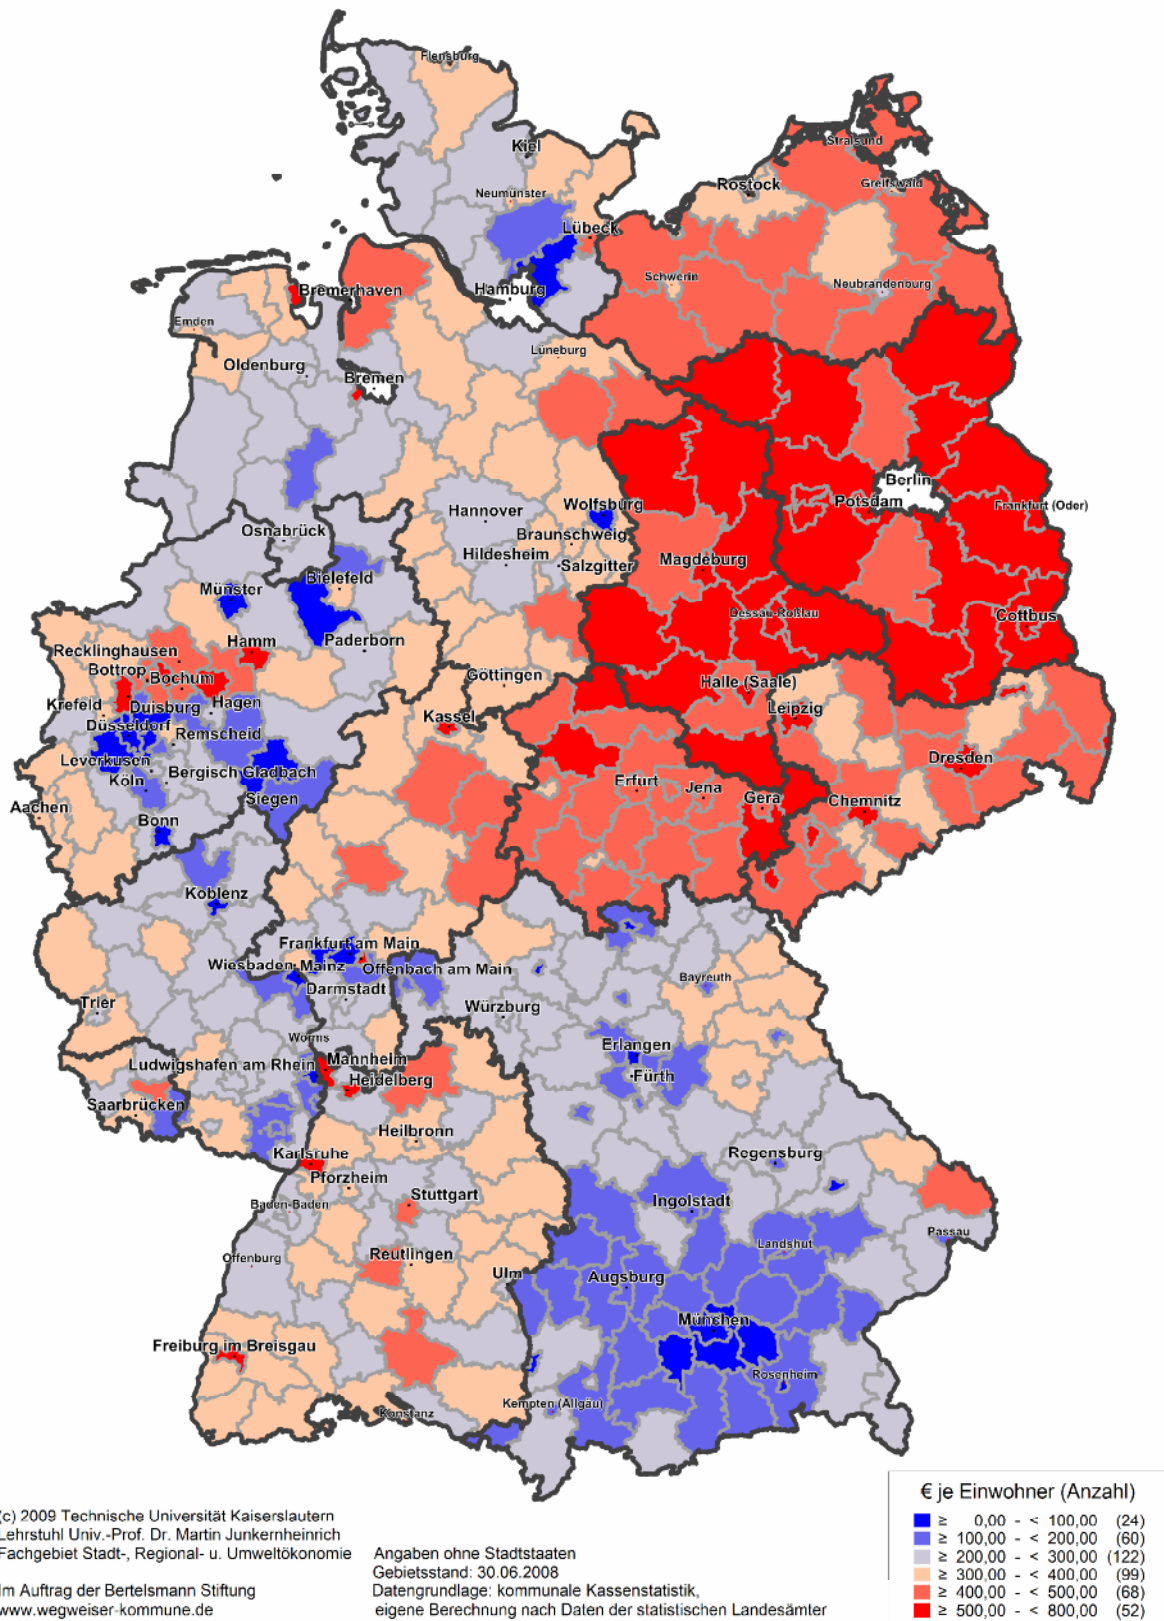 Flensburg
Kiel
Neumünster
Lübeck
Hamburg
Stralsund
Rostock
Greifswald
Schwerin
Neubrandenburg
Bremerhaven
Emden
Oldenburg
Bremen
Lüneburg
Berlin
Potsdam
Frankfurt (Oder)
Wolfsburg
Hannover
Braunschweig
Osnabrück
Hildesheim
Salzgitter
Magdeburg
Bielefeld
Münster
Dessau-Roßlau
Cottbus
Paderborn
Hamm
Recklinghausen
Bottrop
Bochum
Göttingen
Halle (Saale)
Krefeld
Duisburg
Hagen
Leipzig
Kassel
Düsseldorf
Remscheid
Leverkusen
Dresden
Köln
Bergisch Gladbach
Erfurt
Jena
Gera
Chemnitz
Siegen
Aachen
Bonn
Koblenz
Frankfurt am Main
Wiesbaden
Mainz
Offenbach am Main
Darmstadt
Bayreuth
Trier
Würzburg
Worms
Erlangen
Ludwigshafen am Rhein
Mannheim
Fürth
Heidelberg
Saarbrücken
Heilbronn
Karlsruhe
Regensburg
Pforzheim
Stuttgart
Ingolstadt
Baden-Baden
Passau
Landshut
Offenburg
Reutlingen
Ulm
Augsburg
München
Freiburg im Breisgau
Rosenheim
Kempten (Allgäu)
Konstanz
€ je Einwohner (Anzahl)
≥ 0,00 - < 100,00 (24)
≥ 100,00 - < 200,00 (60)
≥ 200,00 - < 300,00 (122)
≥ 300,00 - < 400,00 (99)
≥ 400,00 - < 500,00 (68)
≥ 500,00 - < 800,00 (52)
(c) 2009 Technische Universität Kaiserslautern
Lehrstuhl Univ.-Prof. Dr. Martin Junkernheinrich
Fachgebiet Stadt-, Regional- u. Umweltökonomie
Im Auftrag der Bertelsmann Stiftung
www.wegweiser-kommune.de
Angaben ohne Stadtstaaten
Gebietsstand: 30.06.2008
Datengrundlage: kommunale Kassenstatistik,
eigene Berechnung nach Daten der statistischen Landesämter